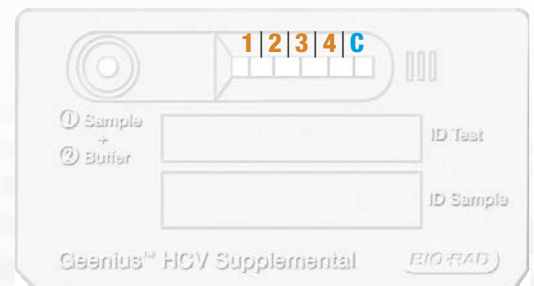 1 | 2 | 3 | 4 | C
① Sample
+
② Buffer
ID Test
ID Sample
Geenius™ HCV Supplemental
BIO-RAD